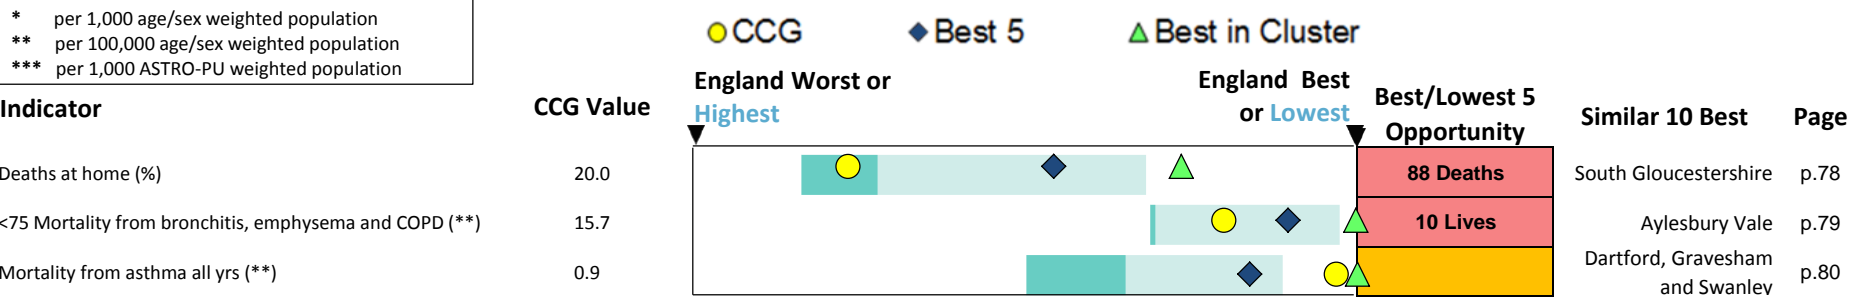 * per 1,000 age/sex weighted population
** per 100,000 age/sex weighted population
*** per 1,000 ASTRO-PU weighted population
CCG
Best 5
Best in Cluster
Indicator
CCG Value
England Worst or
Highest
England Best
or Lowest
Best/Lowest 5
Opportunity
Similar 10 Best
Page
Deaths at home (%)
20.0
88 Deaths
South Gloucestershire
p.78
<75 Mortality from bronchitis, emphysema and COPD (**)
15.7
10 Lives
Aylesbury Vale
p.79
Mortality from asthma all yrs (**)
0.9
Dartford, Gravesham
and Swanley
p.80